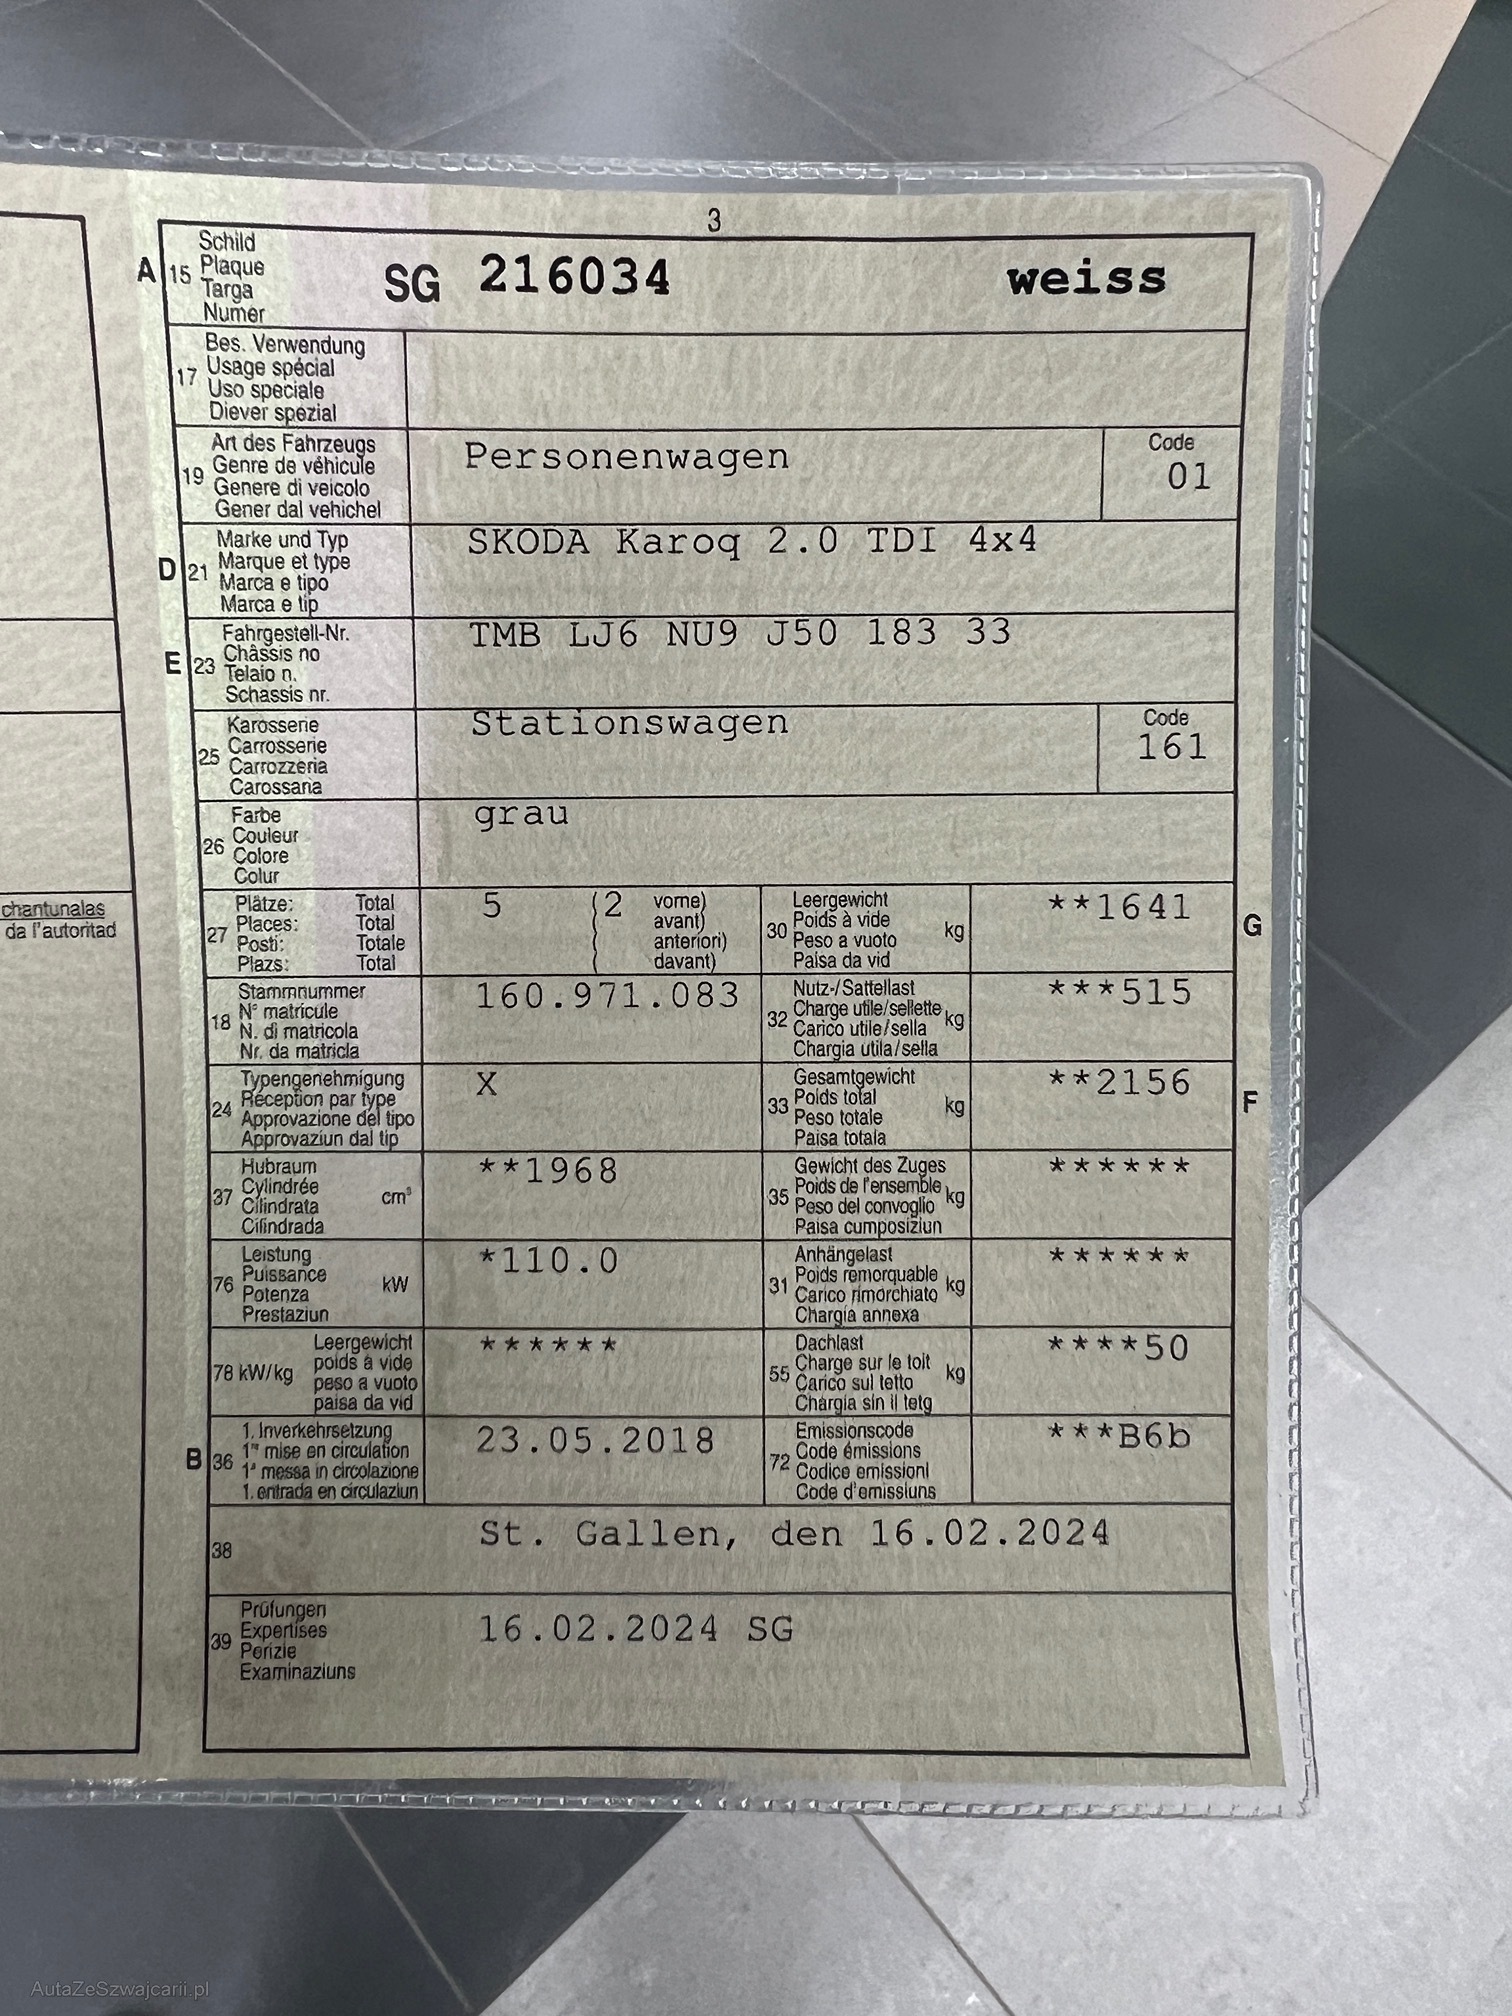 3
A 15 Schild
Plaque
Targa
Numer
SG 216034 weiss
17 Bes. Verwendung
Usage spécial
Uso speciale
Diever spezial
19 Art des Fahrzeugs
Genre de véhicule
Genere di veicolo
Gener dal vehichel
Personenwagen
Code
01
D 21 Marke und Typ
Marque et type
Marca e tipo
Marca e tip
SKODA Karoq 2.0 TDI 4x4
E 23 Fahrgestell-Nr.
Châssis no
Telaio n.
Schassis nr.
TMB LJ6 NU9 J50 183 33
25 Karosserie
Carrosserie
Carrozzeria
Carossaria
Stationswagen
Code
161
26 Farbe
Couleur
Colore
Colur
grau
27 Plätze: Total
Places: Total
Posti: Totale
Plazs: Total
5 (2 vorne)
( avant)
( anteriori)
( davant)
30 Leergewicht
Poids à vide
Peso a vuoto
Paisa da vid
kg
**1641
G
18 Stammnummer
N° matricule
N. di matricola
Nr. da matricla
160.971.083
32 Nutz-/Sattellast
Charge utile/sellette
Carico utile/sella
Chargia utila/sella
kg
***515
24 Typengenehmigung
Réception par type
Approvazione del tipo
Approvaziun dal tip
X
33 Gesamtgewicht
Poids total
Peso totale
Paisa totala
kg
**2156
F
37 Hubraum
Cylindrée
Cilindrata
Cilindrada
cm³
**1968
35 Gewicht des Zuges
Poids de l'ensemble
Peso del convoglio
Paisa cumposiziun
kg
******
76 Leistung
Puissance
Potenza
Prestaziun
kW
*110.0
31 Anhängelast
Poids remorquable
Carico rimorchiato
Chargia annexa
kg
******
78 kW/kg
Leergewicht
poids à vide
peso a vuoto
paisa da vid
******
55 Dachlast
Charge sur le toit
Carico sul tetto
Chargia sin il tetg
kg
****50
B 36 1. Inverkehrsetzung
1re mise en circulation
1a messa in circolazione
1. entrada en circulaziun
23.05.2018
72 Emissionscode
Code émissions
Codice emissioni
Code d'emissiuns
***B6b
38 St. Gallen, den 16.02.2024
39 Prüfungen
Expertises
Perizie
Examinaziuns
16.02.2024 SG
chantunalas
da l'autoritad
AutaZeSzwajcarii.pl